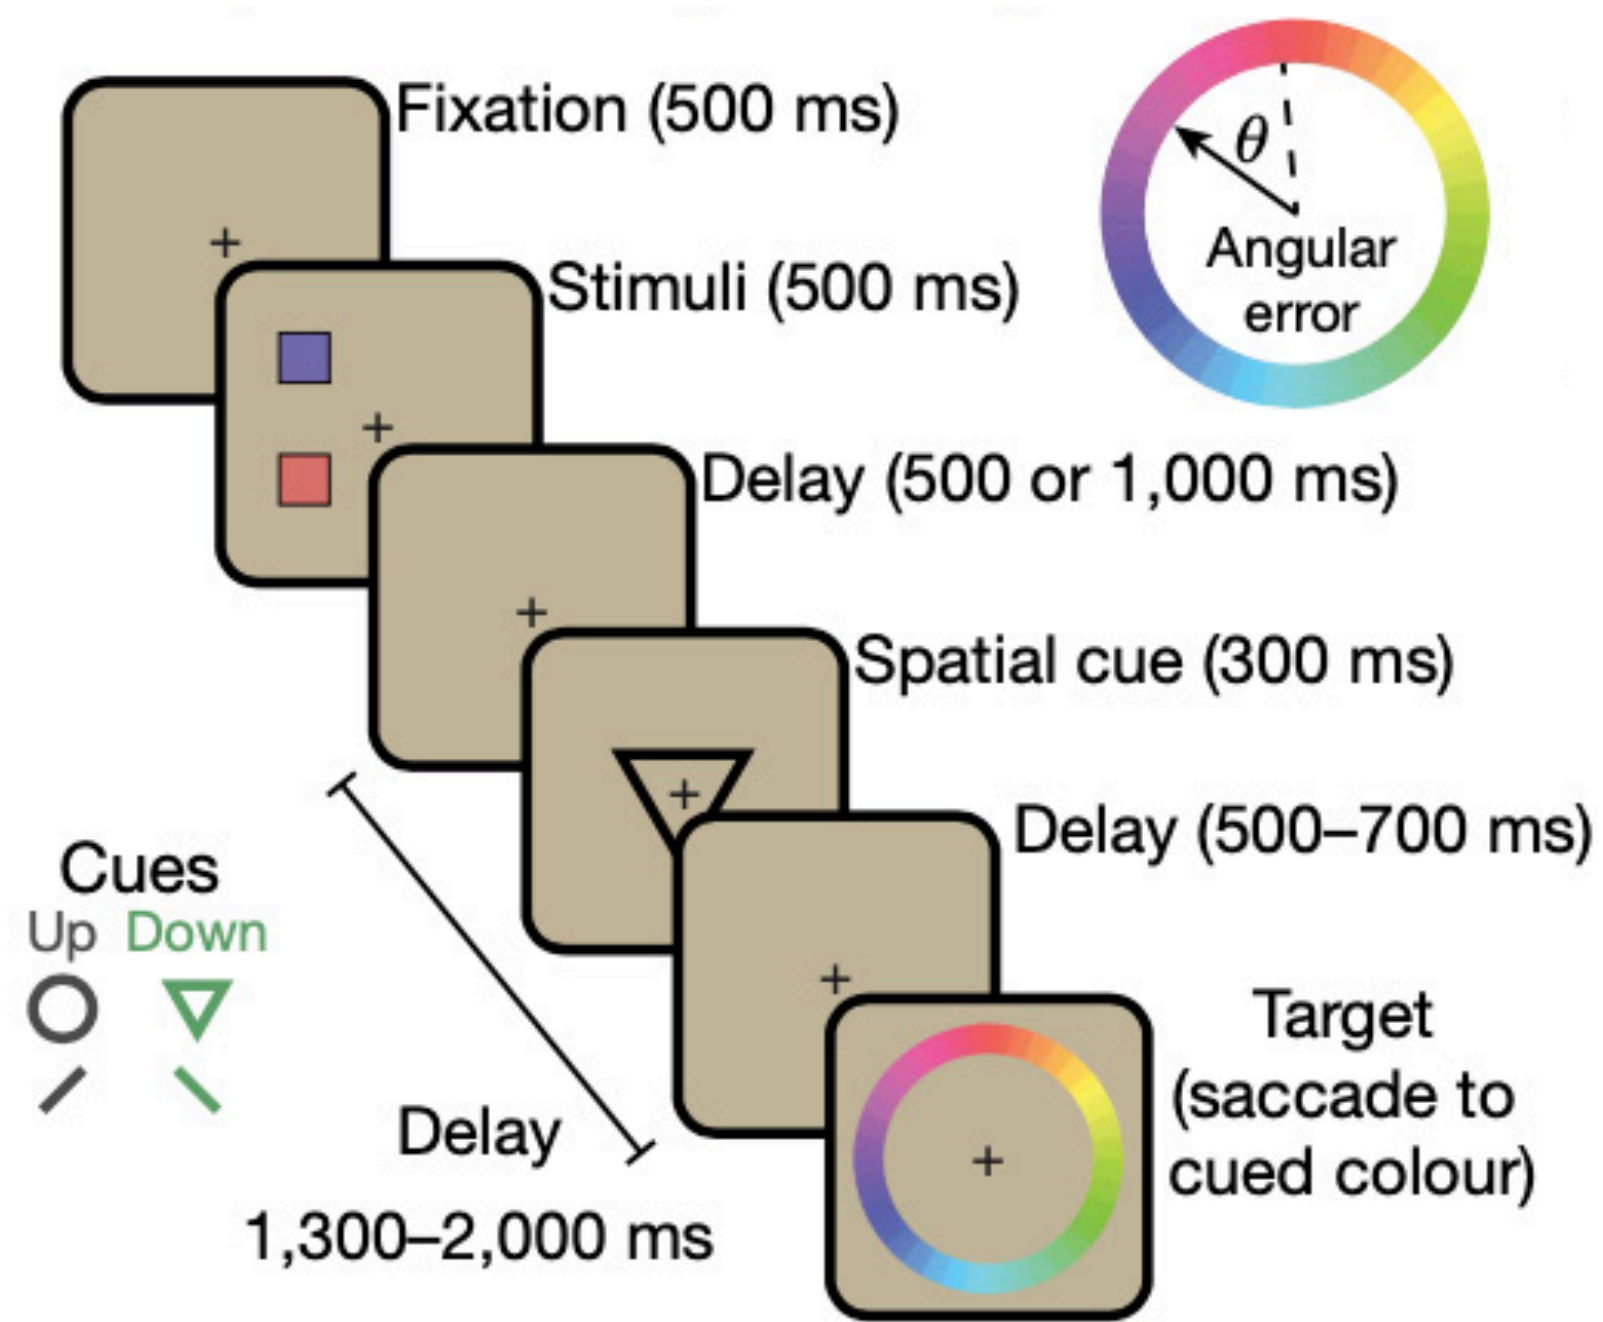 Fixation (500 ms)
θ
Angular
error
Stimuli (500 ms)
Delay (500 or 1,000 ms)
Spatial cue (300 ms)
Delay (500–700 ms)
Cues
Up Down
Target
(saccade to
cued colour)
Delay
1,300–2,000 ms